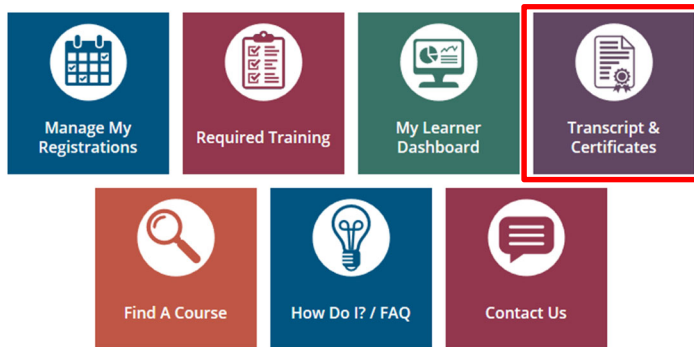 Manage My
Registrations
Required Training
My Learner
Dashboard
Transcript &
Certificates
Find A Course
How Do I? / FAQ
Contact Us